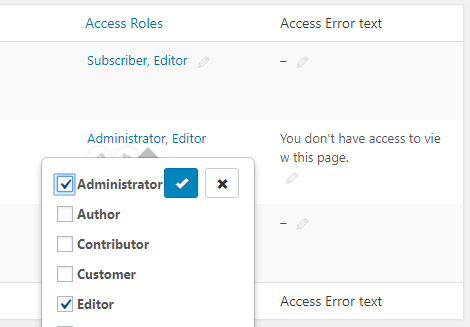 Access Roles Access Error text
Subscriber, Editor –
Administrator, Editor You don't have access to vie
w this page.
Administrator
Author
–
Contributor
Customer
Editor Access Error text